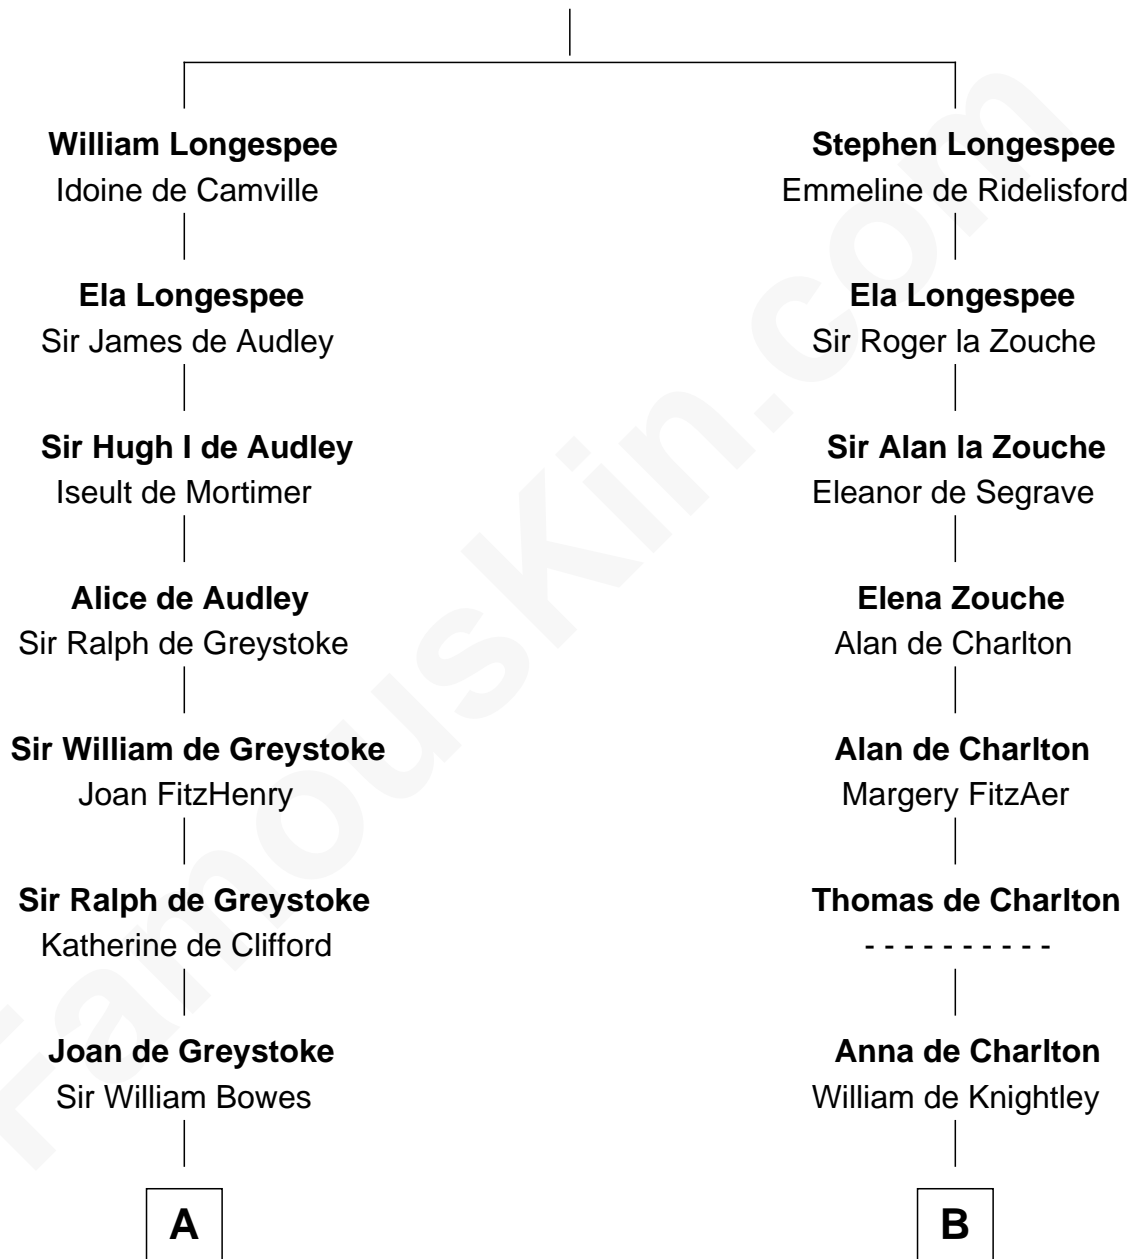 William Longespee
Idoine de Camville
Ela Longespee
Sir James de Audley
Sir Hugh I de Audley
Iseult de Mortimer
Alice de Audley
Sir Ralph de Greystoke
Sir William de Greystoke
Joan FitzHenry
Sir Ralph de Greystoke
Katherine de Clifford
Joan de Greystoke
Sir William Bowes
A
Stephen Longespee
Emmeline de Ridelisford
Ela Longespee
Sir Roger la Zouche
Sir Alan la Zouche
Eleanor de Segrave
Elena Zouche
Alan de Charlton
Alan de Charlton
Margery FitzAer
Thomas de Charlton
- - - - - - - - - -
Anna de Charlton
William de Knightley
B
FamousKin.com